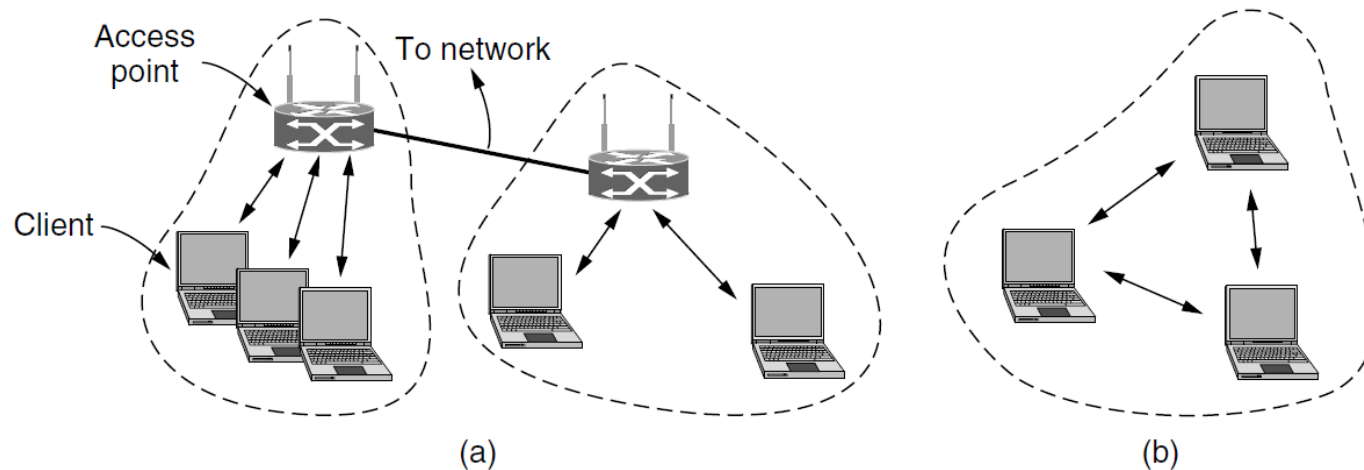 Access
point
To network
Client
(a)
(b)